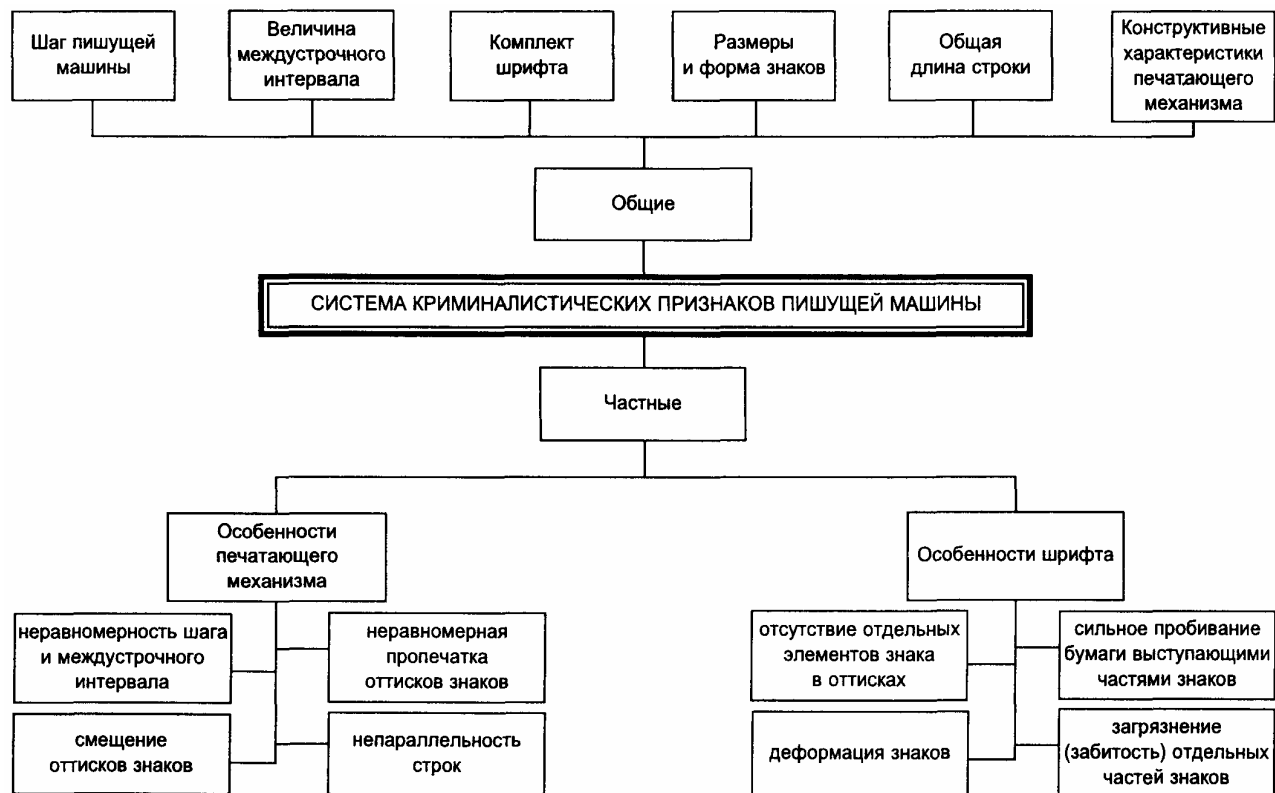 Шаг пишущей
машины
Величина
междустрочного
интервала
Комплект
шрифта
Размеры
и форма знаков
Общая
длина строки
Конструктивные
характеристики
печатающего
механизма
Общие
СИСТЕМА КРИМИНАЛИСТИЧЕСКИХ ПРИЗНАКОВ ПИШУЩЕЙ МАШИНЫ
Частные
Особенности
печатающего
механизма
Особенности шрифта
неравномерность шага
и междустрочного
интервала
неравномерная
пропечатка
оттисков знаков
отсутствие отдельных
элементов знака
в оттисках
сильное пробивание
бумаги выступающими
частями знаков
смещение
оттисков знаков
непараллельность
строк
деформация знаков
загрязнение
(забитость) отдельных
частей знаков